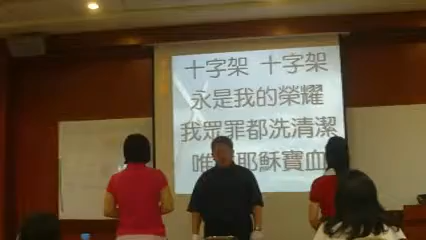 十字架 十字架
永是我的榮耀
我眾罪都洗清潔
唯 耶穌寶血